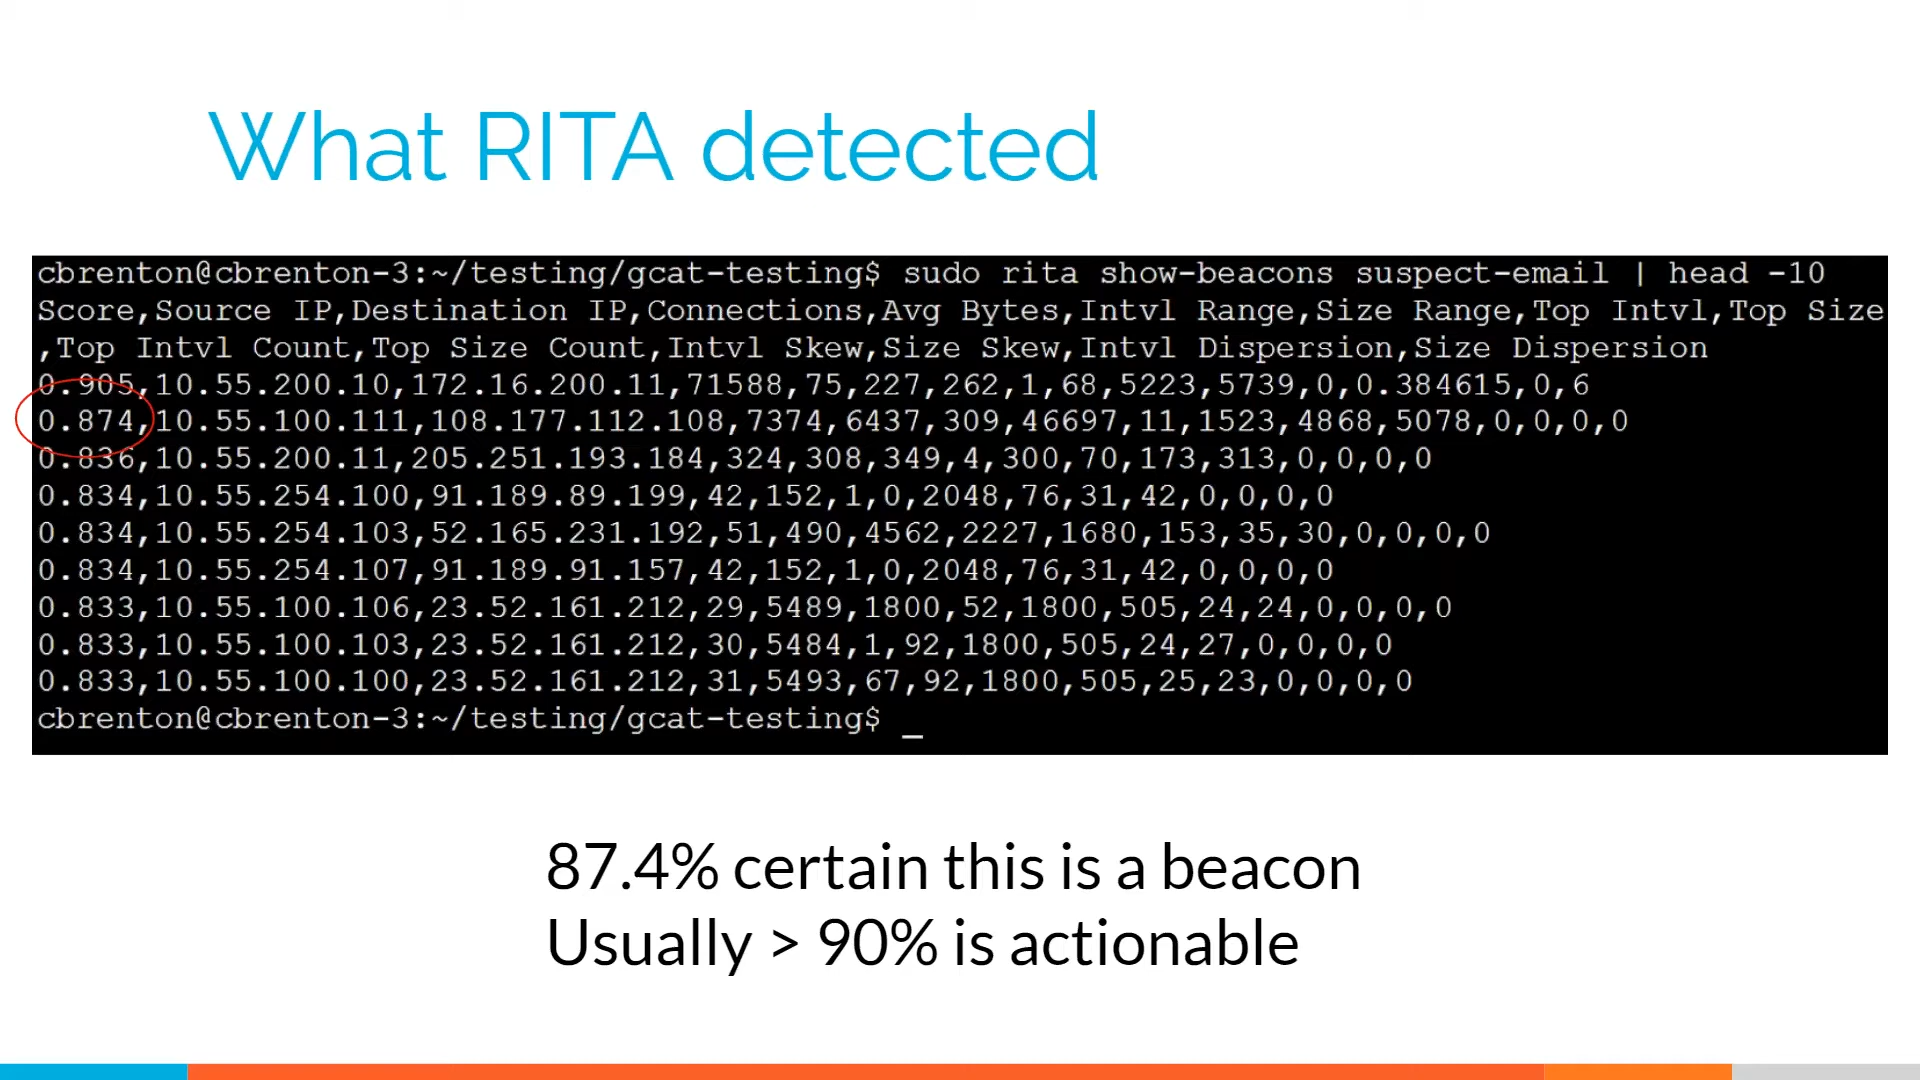 What RITA detected
cbrenton@cbrenton-3:~/testing/gcat-testing$ sudo rita show-beacons suspect-email | head -10
Score,Source IP,Destination IP,Connections,Avg Bytes,Intvl Range,Size Range,Top Intvl,Top Size
,Top Intvl Count,Top Size Count,Intvl Skew,Size Skew,Intvl Dispersion,Size Dispersion
0.905,10.55.200.10,172.16.200.11,71588,75,227,262,1,68,5223,5739,0,0.384615,0,6
0.874,10.55.100.111,108.177.112.108,7374,6437,309,46697,11,1523,4868,5078,0,0,0,0
0.836,10.55.200.11,205.251.193.184,324,308,349,4,300,70,173,313,0,0,0,0
0.834,10.55.254.100,91.189.89.199,42,152,1,0,2048,76,31,42,0,0,0,0
0.834,10.55.254.103,52.165.231.192,51,490,4562,2227,1680,153,35,30,0,0,0,0
0.834,10.55.254.107,91.189.91.157,42,152,1,0,2048,76,31,42,0,0,0,0
0.833,10.55.100.106,23.52.161.212,29,5489,1800,52,1800,505,24,24,0,0,0,0
0.833,10.55.100.103,23.52.161.212,30,5484,1,92,1800,505,24,27,0,0,0,0
0.833,10.55.100.100,23.52.161.212,31,5493,67,92,1800,505,25,23,0,0,0,0
cbrenton@cbrenton-3:~/testing/gcat-testing$ _
87.4% certain this is a beacon
Usually > 90% is actionable